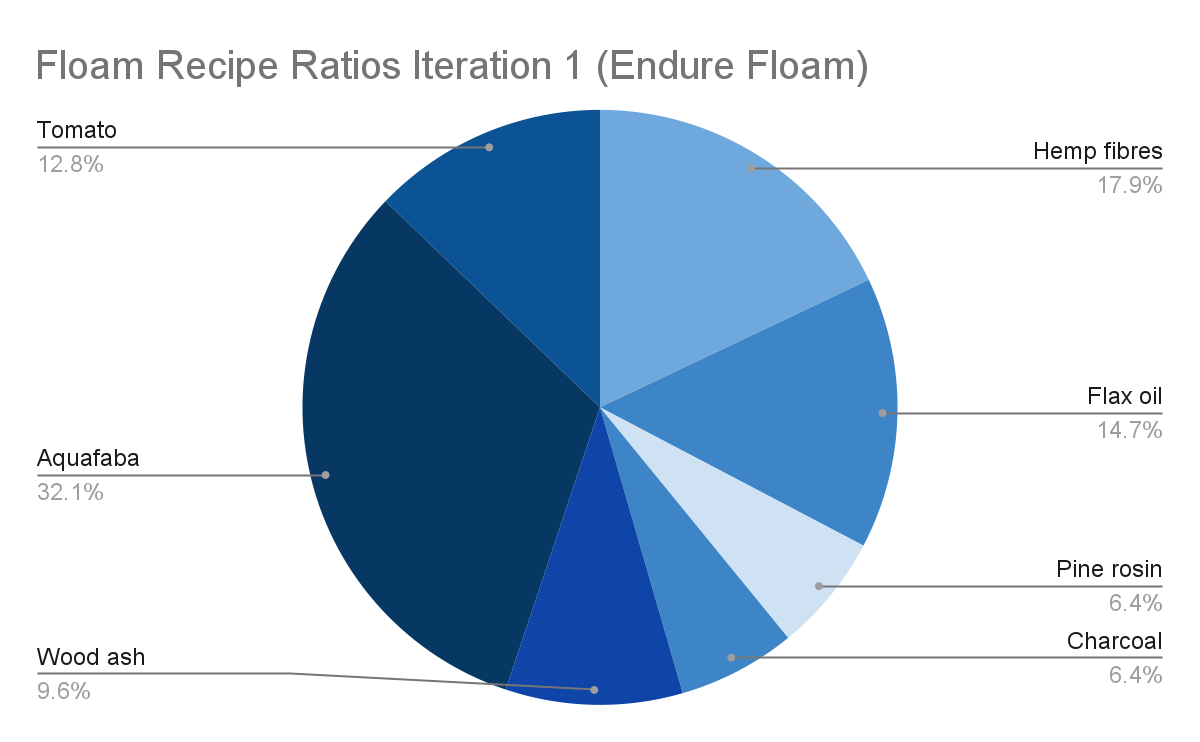 Floam Recipe Ratios Iteration 1 (Endure Floam)
Tomato
12.8%
Hemp fibres
17.9%
Flax oil
14.7%
Aquafaba
32.1%
Pine rosin
6.4%
Charcoal
6.4%
Wood ash
9.6%